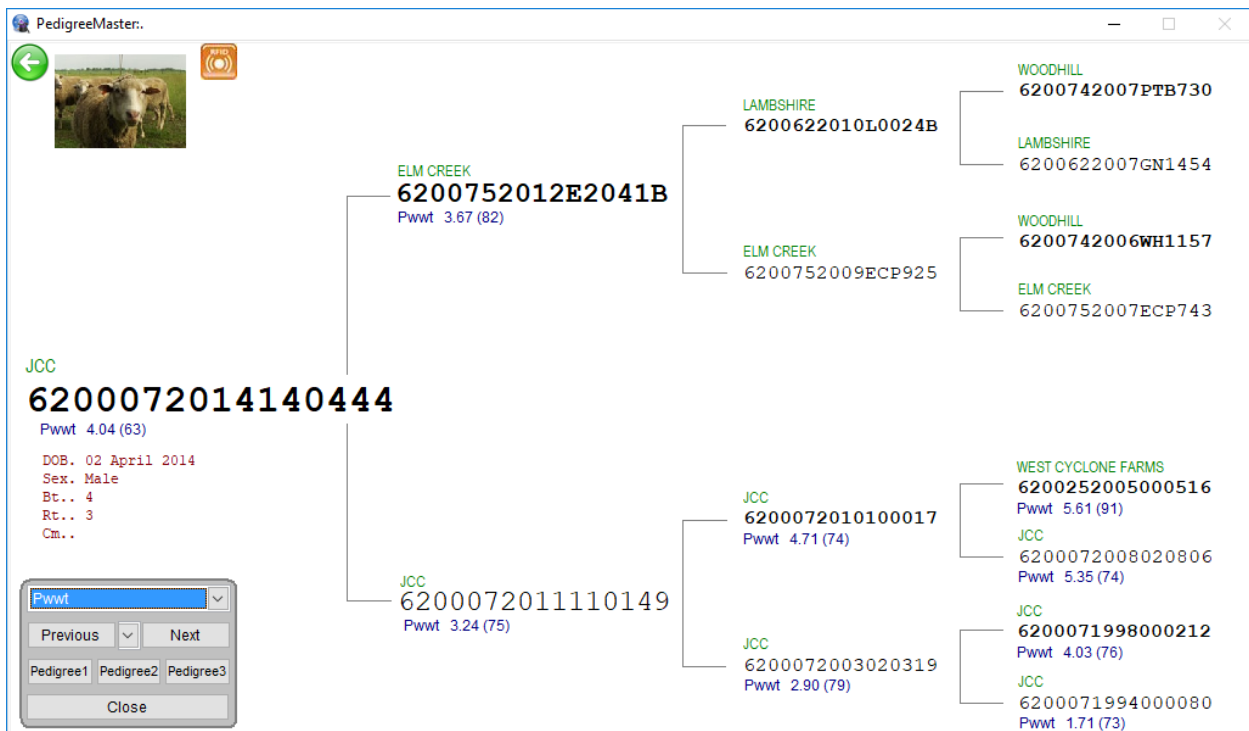 PedigreeMaster:.
RFID
WOODHILL
6200742007PTB730
LAMBSHIRE
6200622010L0024B
LAMBSHIRE
6200622007GN1454
ELM CREEK
6200752012E2041B
Pwwt 3.67 (82)
WOODHILL
6200742006WH1157
ELM CREEK
6200752009ECP925
ELM CREEK
6200752007ECP743
JCC
6200072014140444
Pwwt 4.04 (63)
DOB. 02 April 2014
Sex. Male
Bt.. 4
Rt.. 3
Cm..
WEST CYCLONE FARMS
6200252005000516
Pwwt 5.61 (91)
JCC
6200072010100017
Pwwt 4.71 (74)
JCC
6200072008020806
Pwwt 5.35 (74)
JCC
6200072011110149
Pwwt 3.24 (75)
JCC
6200071998000212
Pwwt 4.03 (76)
JCC
6200072003020319
Pwwt 2.90 (79)
JCC
6200071994000080
Pwwt 1.71 (73)
Pwwt
Previous Next
Pedigree1 Pedigree2 Pedigree3
Close